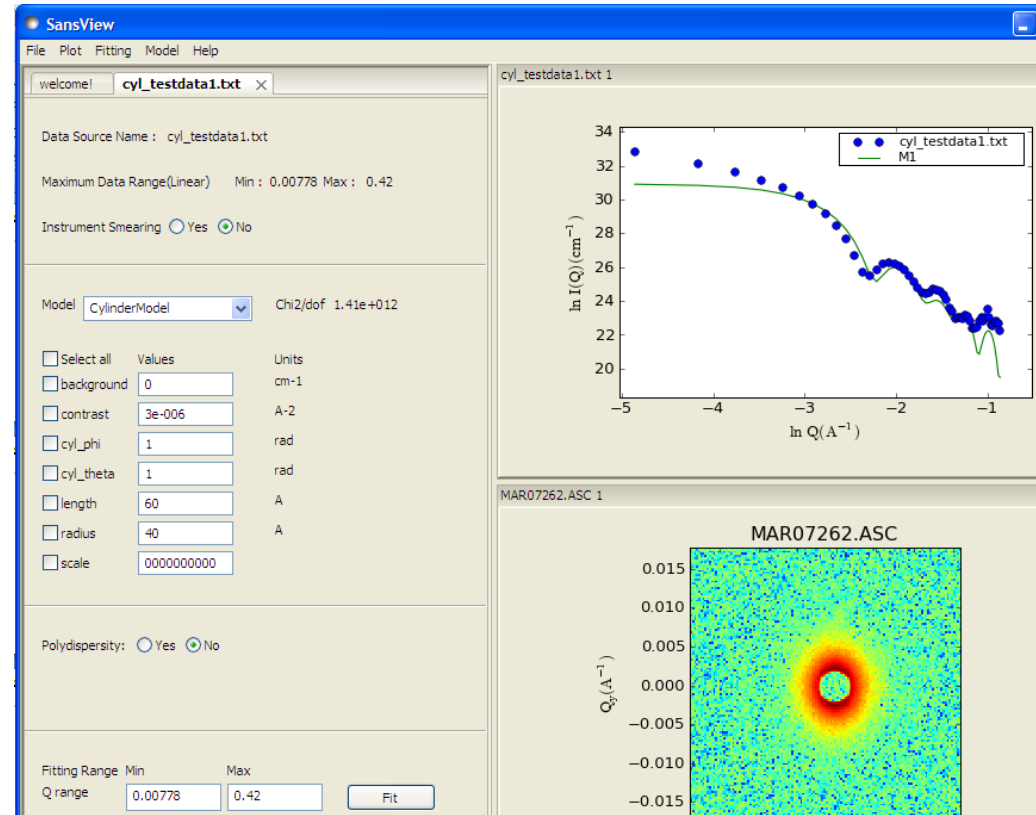 SansView
File Plot Fitting Model Help
welcome! cyl_testdata1.txt
Data Source Name : cyl_testdata1.txt
Maximum Data Range(Linear) Min : 0.00778 Max : 0.42
Instrument Smearing Yes No
Model CylinderModel Chi2/dof 1.41e+012
Select all Values Units
background 0 cm-1
contrast 3e-006 A-2
cyl_phi 1 rad
cyl_theta 1 rad
length 60 A
radius 40 A
scale 0000000000
Polydispersity: Yes No
Fitting Range Min Max
Q range 0.00778 0.42 Fit
cyl_testdata1.txt 1
cyl_testdata1.txt
M1
34
32
30
28
26
24
22
20
ln I(Q)(cm⁻¹)
−5 −4 −3 −2 −1
ln Q(A⁻¹)
MAR07262.ASC 1
MAR07262.ASC
0.015
0.010
0.005
0.000
−0.005
−0.010
−0.015
Qy(A⁻¹)